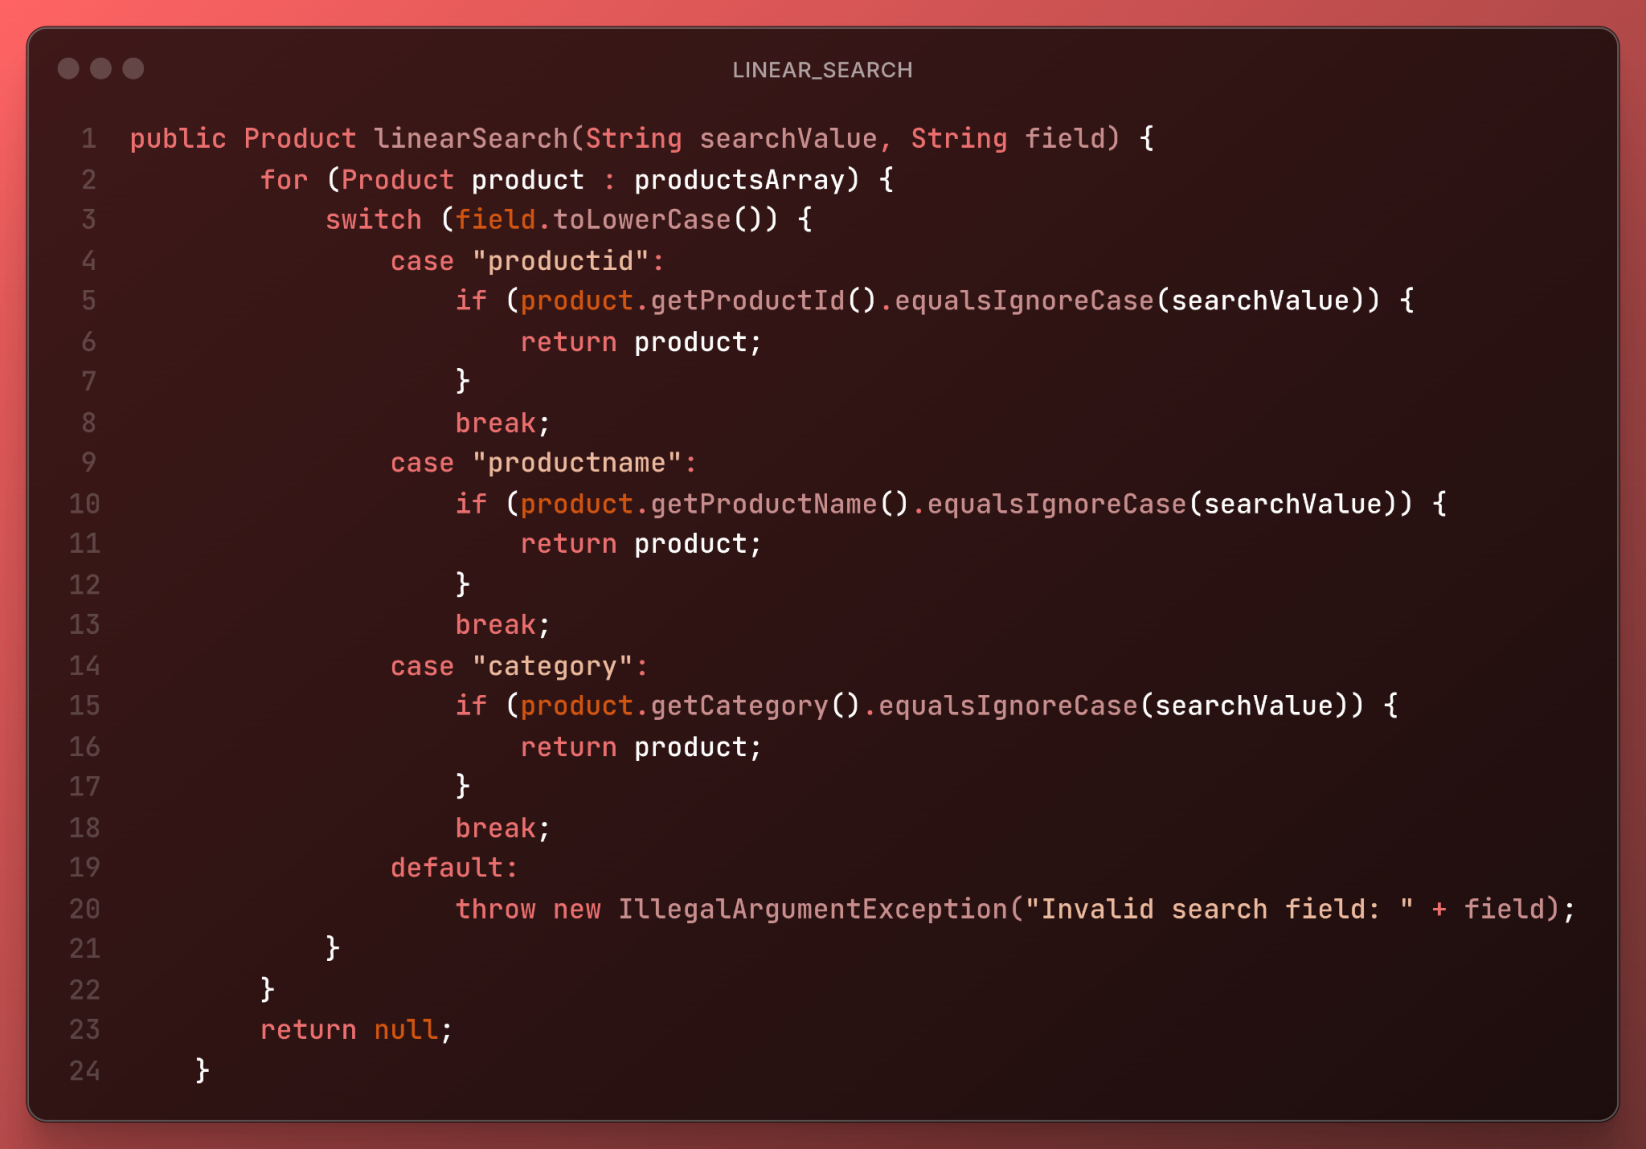 LINEAR_SEARCH
1 public Product linearSearch(String searchValue, String field) {
2         for (Product product : productsArray) {
3             switch (field.toLowerCase()) {
4                 case "productid":
5                     if (product.getProductId().equalsIgnoreCase(searchValue)) {
6                         return product;
7                     }
8                     break;
9                 case "productname":
10                     if (product.getProductName().equalsIgnoreCase(searchValue)) {
11                         return product;
12                     }
13                     break;
14                 case "category":
15                     if (product.getCategory().equalsIgnoreCase(searchValue)) {
16                         return product;
17                     }
18                     break;
19                 default:
20                     throw new IllegalArgumentException("Invalid search field: " + field);
21             }
22         }
23         return null;
24     }